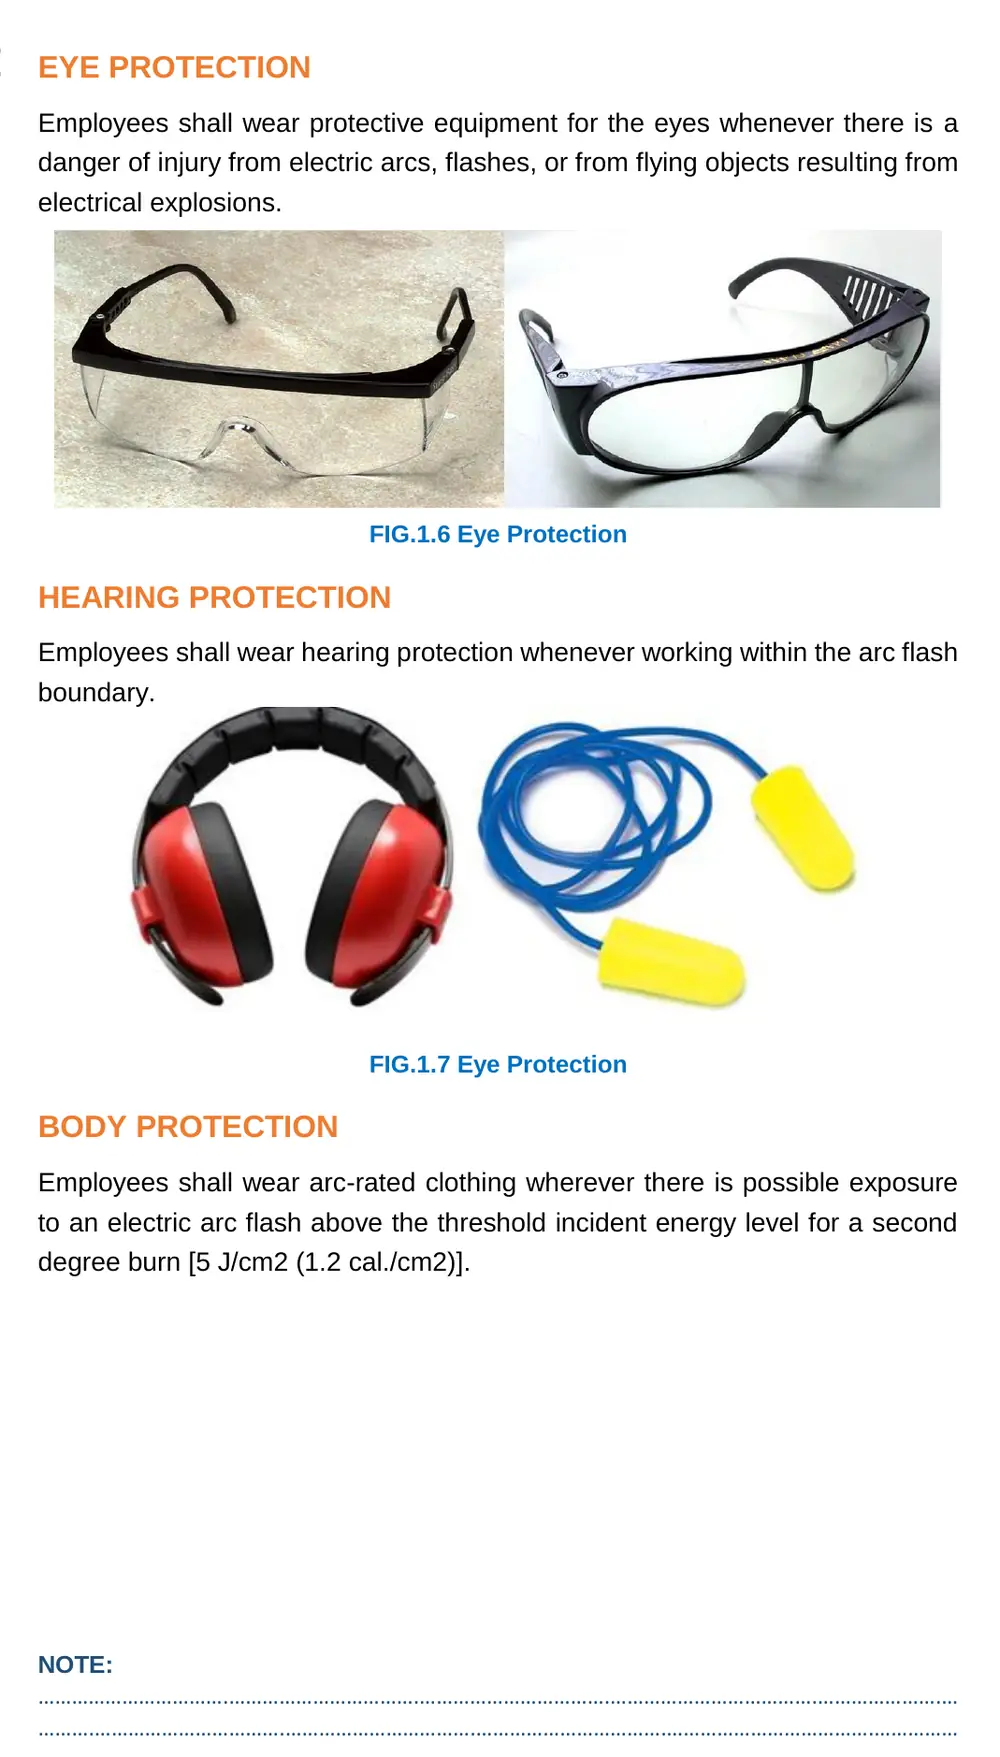 EYE PROTECTION
Employees shall wear protective equipment for the eyes whenever there is a
danger of injury from electric arcs, flashes, or from flying objects resulting from
electrical explosions.
FIG.1.6 Eye Protection
HEARING PROTECTION
Employees shall wear hearing protection whenever working within the arc flash
boundary.
FIG.1.7 Eye Protection
BODY PROTECTION
Employees shall wear arc-rated clothing wherever there is possible exposure
to an electric arc flash above the threshold incident energy level for a second
degree burn [5 J/cm2 (1.2 cal./cm2)].
NOTE: